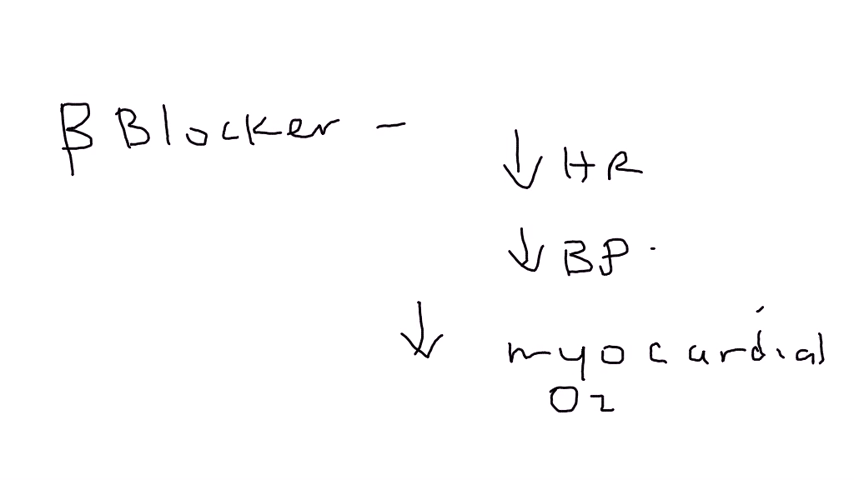 β Blocker -
↓ HR
↓ BP
↓ myocardial
O2